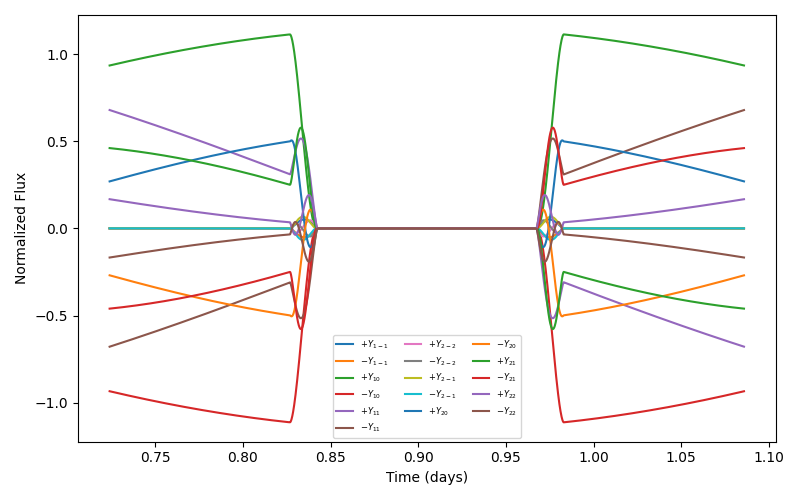 1.0
0.5
0.0
−0.5
−1.0
Normalized Flux
+Y₁₋₁
−Y₁₋₁
+Y₁₀
−Y₁₀
+Y₁₁
−Y₁₁
+Y₂₋₂
−Y₂₋₂
+Y₂₋₁
−Y₂₋₁
+Y₂₀
−Y₂₀
+Y₂₁
−Y₂₁
+Y₂₂
−Y₂₂
0.75 0.80 0.85 0.90 0.95 1.00 1.05 1.10
Time (days)